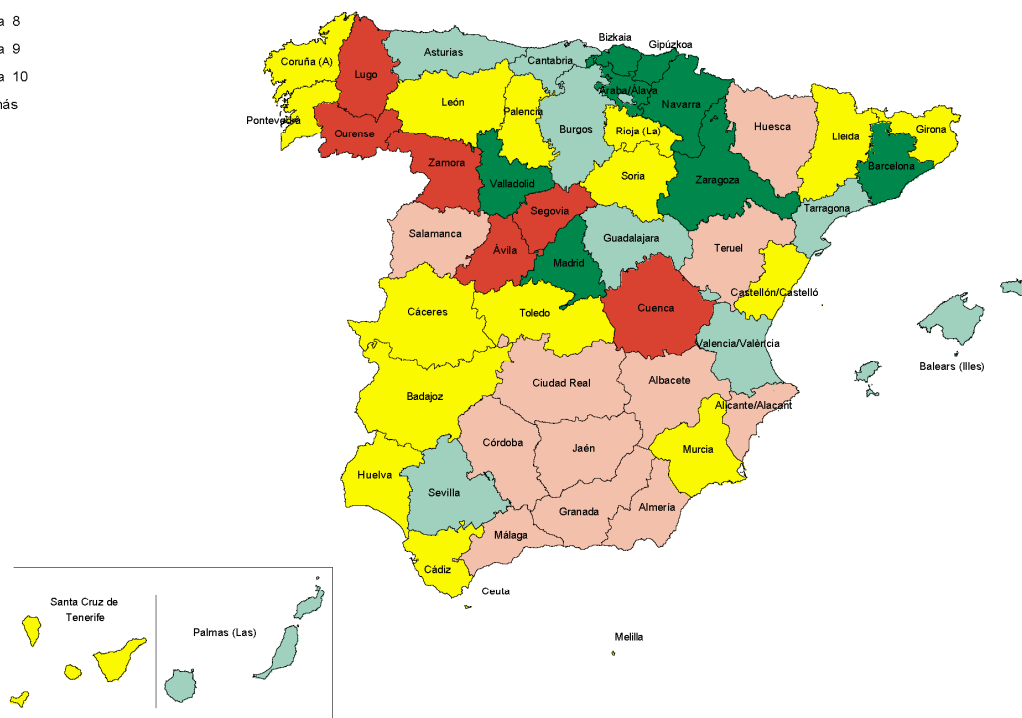 a 8
a 9
a 10
nás
Bizkaia
Gipúzkoa
Asturias
Cantabria
Coruña (A)
Lugo
Araba/Álava
Navarra
León
Palencia
Pontevedra
Burgos
Rioja (La)
Huesca
Lleida
Girona
Ourense
Zamora
Valladolid
Soria
Zaragoza
Barcelona
Segovia
Tarragona
Salamanca
Ávila
Guadalajara
Teruel
Madrid
Castellón/Castelló
Cáceres
Toledo
Cuenca
Valencia/València
Balears (Illes)
Ciudad Real
Albacete
Badajoz
Alicante/Alacant
Córdoba
Jaén
Murcia
Huelva
Sevilla
Granada
Almería
Málaga
Cádiz
Ceuta
Santa Cruz de
Tenerife
Palmas (Las)
Melilla